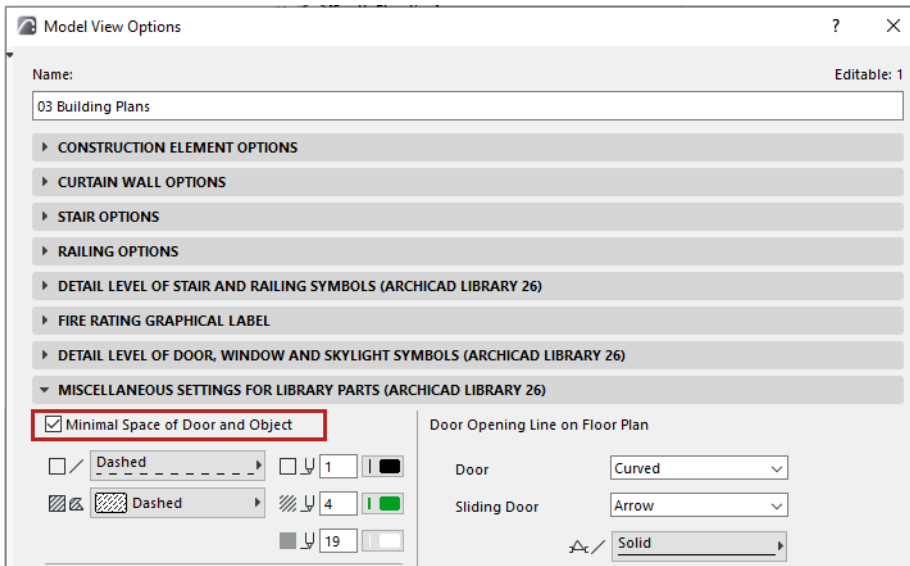 Model View Options
?
Name:
Editable: 1
03 Building Plans
CONSTRUCTION ELEMENT OPTIONS
CURTAIN WALL OPTIONS
STAIR OPTIONS
RAILING OPTIONS
DETAIL LEVEL OF STAIR AND RAILING SYMBOLS (ARCHICAD LIBRARY 26)
FIRE RATING GRAPHICAL LABEL
DETAIL LEVEL OF DOOR, WINDOW AND SKYLIGHT SYMBOLS (ARCHICAD LIBRARY 26)
MISCELLANEOUS SETTINGS FOR LIBRARY PARTS (ARCHICAD LIBRARY 26)
Minimal Space of Door and Object
Dashed
1
Dashed
4
19
Door Opening Line on Floor Plan
Door
Curved
Sliding Door
Arrow
Solid